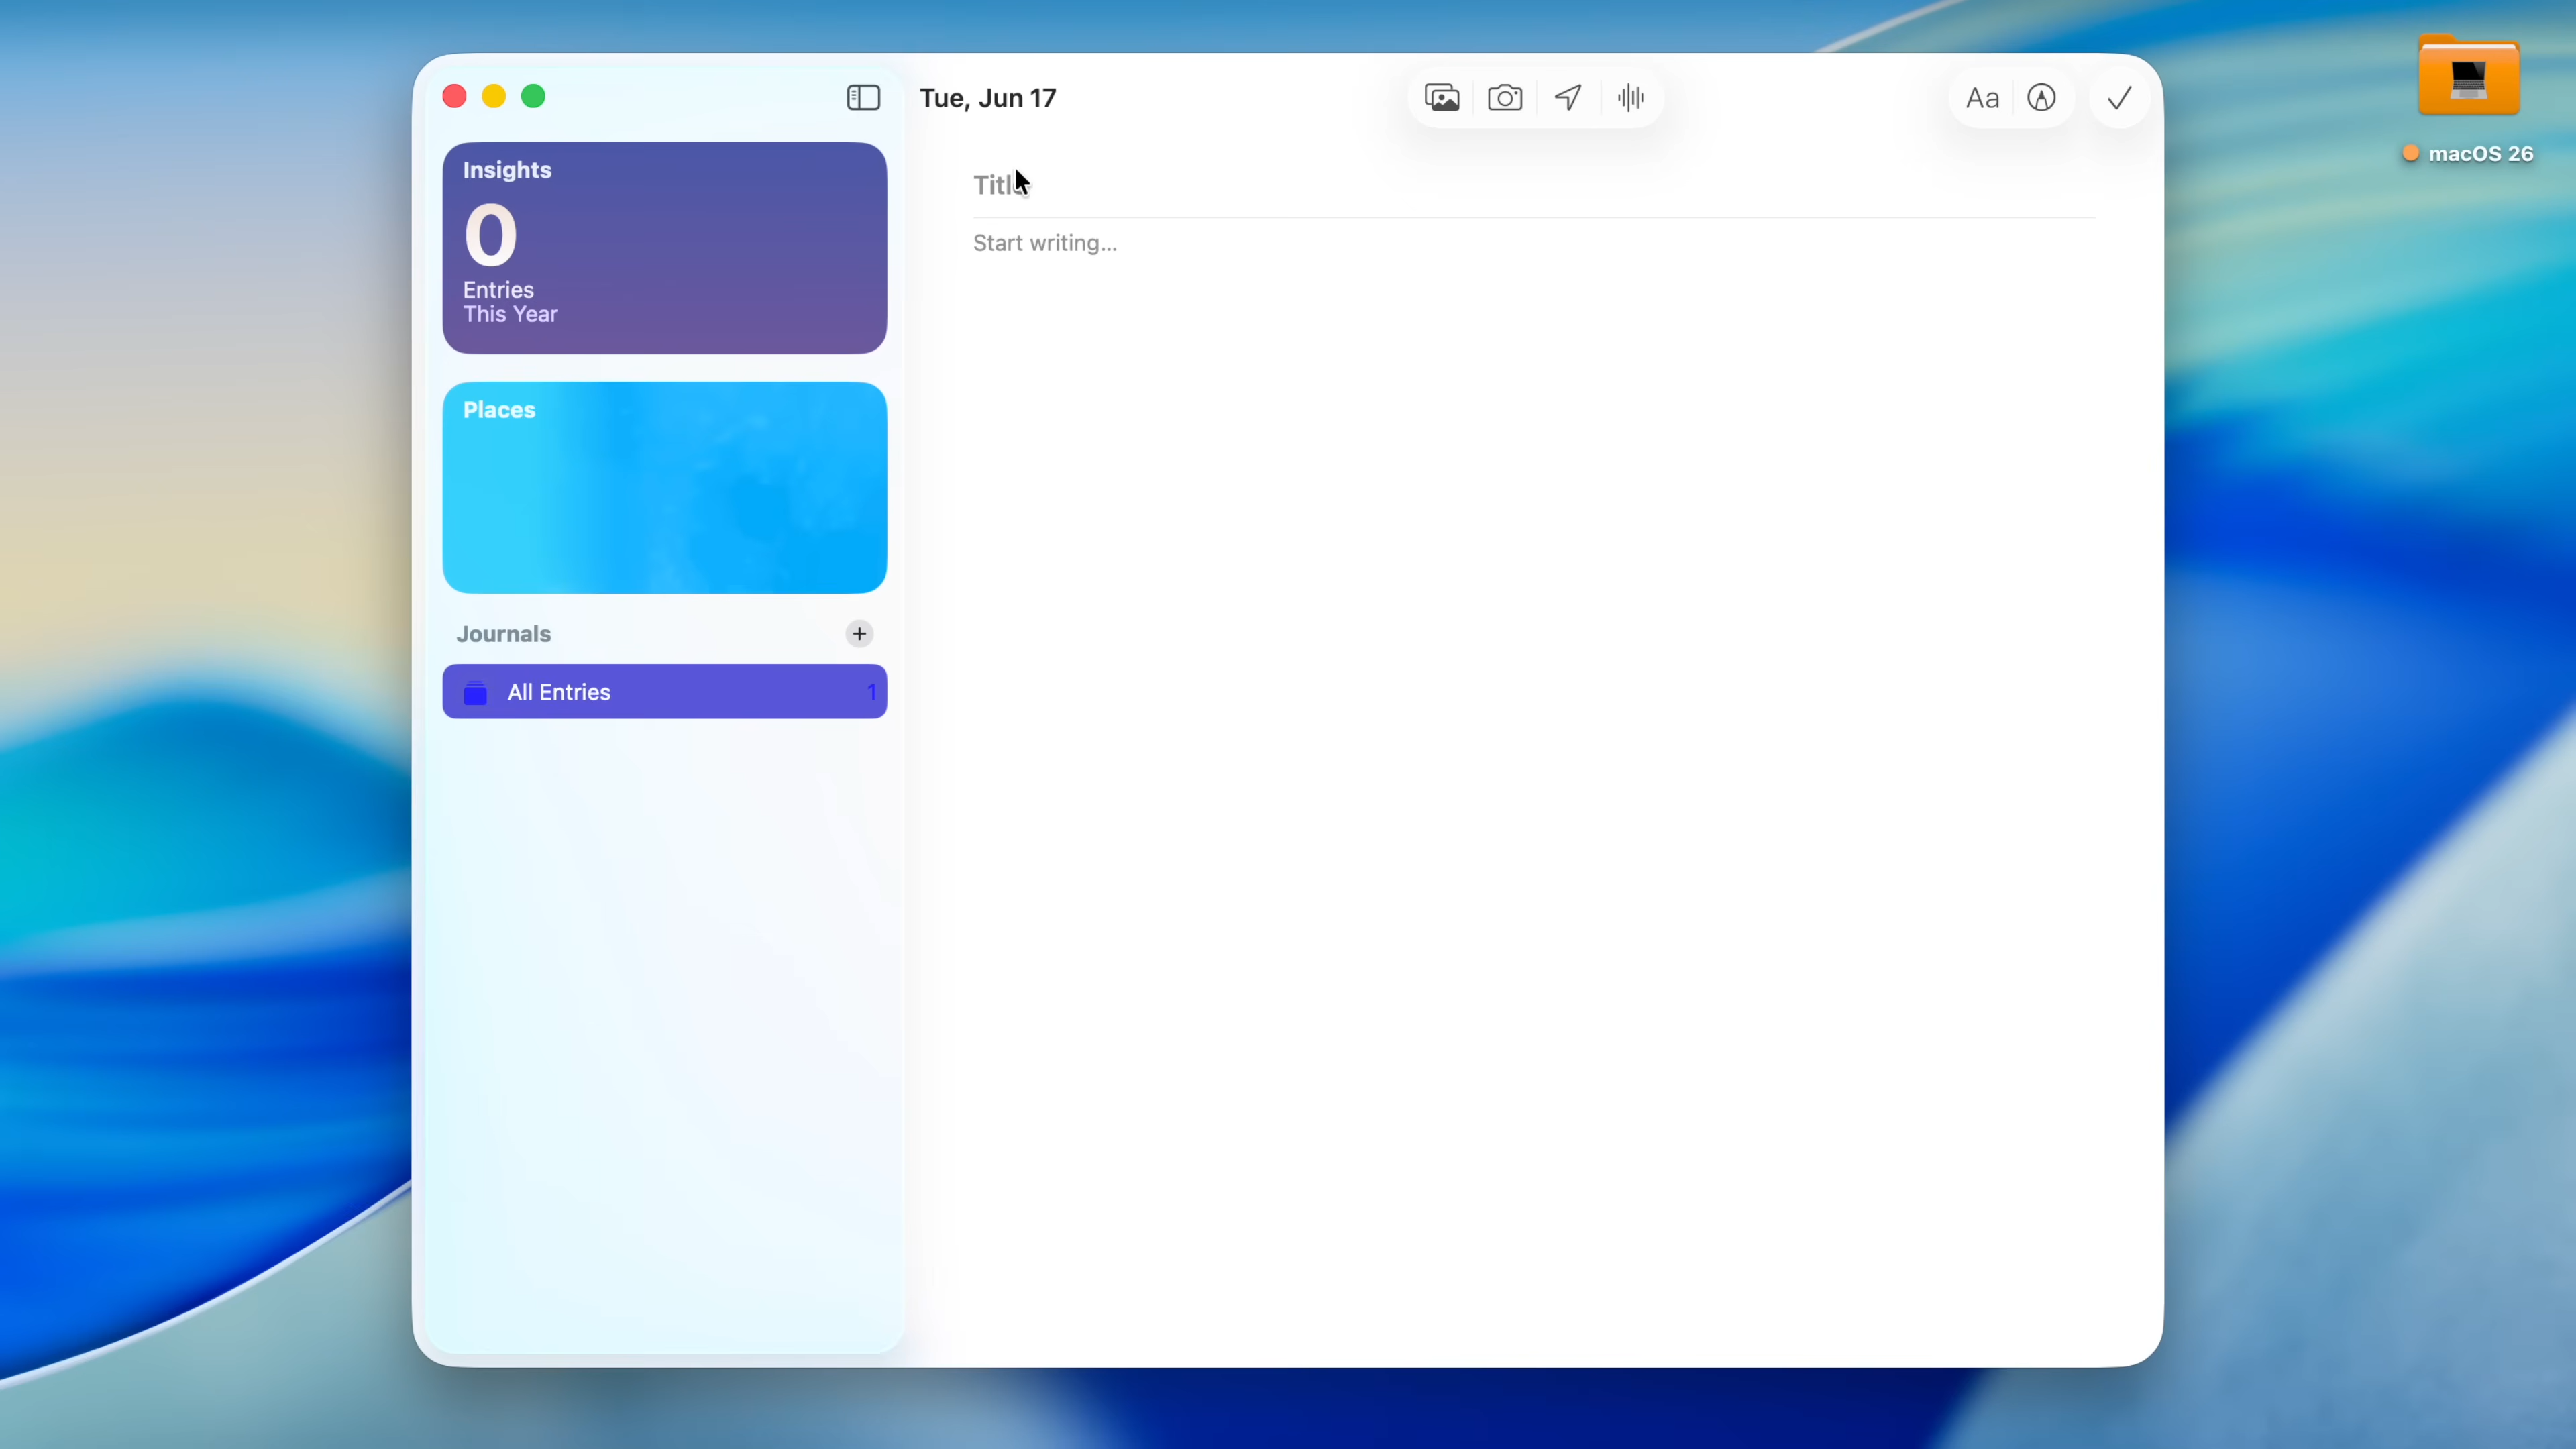 Tue, Jun 17
Aa
macOS 26
Insights
0
Entries
This Year
Title
Start writing...
Places
Journals
All Entries 1